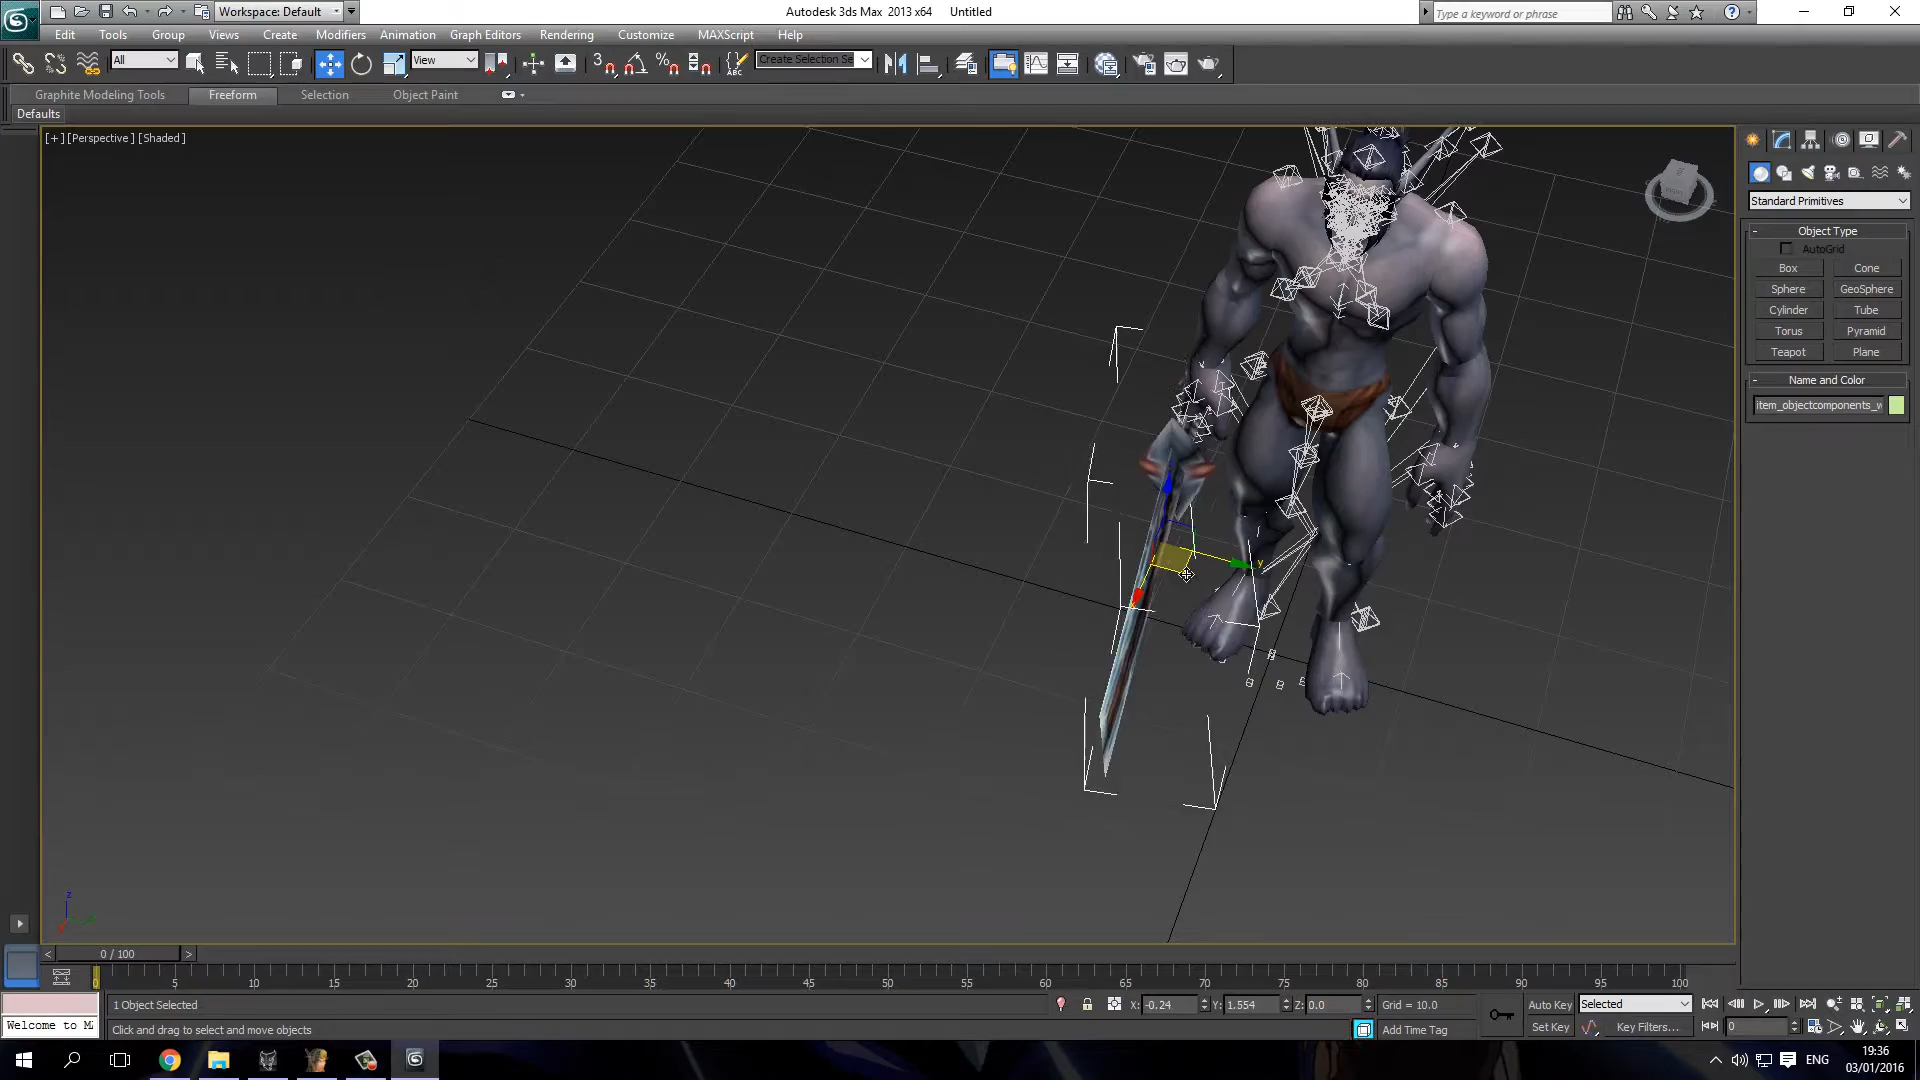 Workspace: Default
Autodesk 3ds Max 2013 x64 Untitled
Type a keyword or phrase
Edit Tools Group Views Create Modifiers Animation Graph Editors Rendering Customize MAXScript Help
All
View
3
ABC
Create Selection Se
Graphite Modeling Tools Freeform Selection Object Paint
Defaults
[+] [Perspective] [Shaded]
Standard Primitives
- Object Type
AutoGrid
Box Cone
Sphere GeoSphere
Cylinder Tube
Torus Pyramid
Teapot Plane
- Name and Color
item_objectcomponents_w
y
z
< 0 / 100 >
0 5 10 15 20 25 30 35 40 45 50 55 60 65 70 75 80 85 90 95 100
1 Object Selected
X: -0.24 Y: 1.554 Z: 0.0
Grid = 10.0
Auto Key
Selected
Welcome to M
Click and drag to select and move objects
Add Time Tag
Set Key
Key Filters...
0
ENG
19:36
03/01/2016